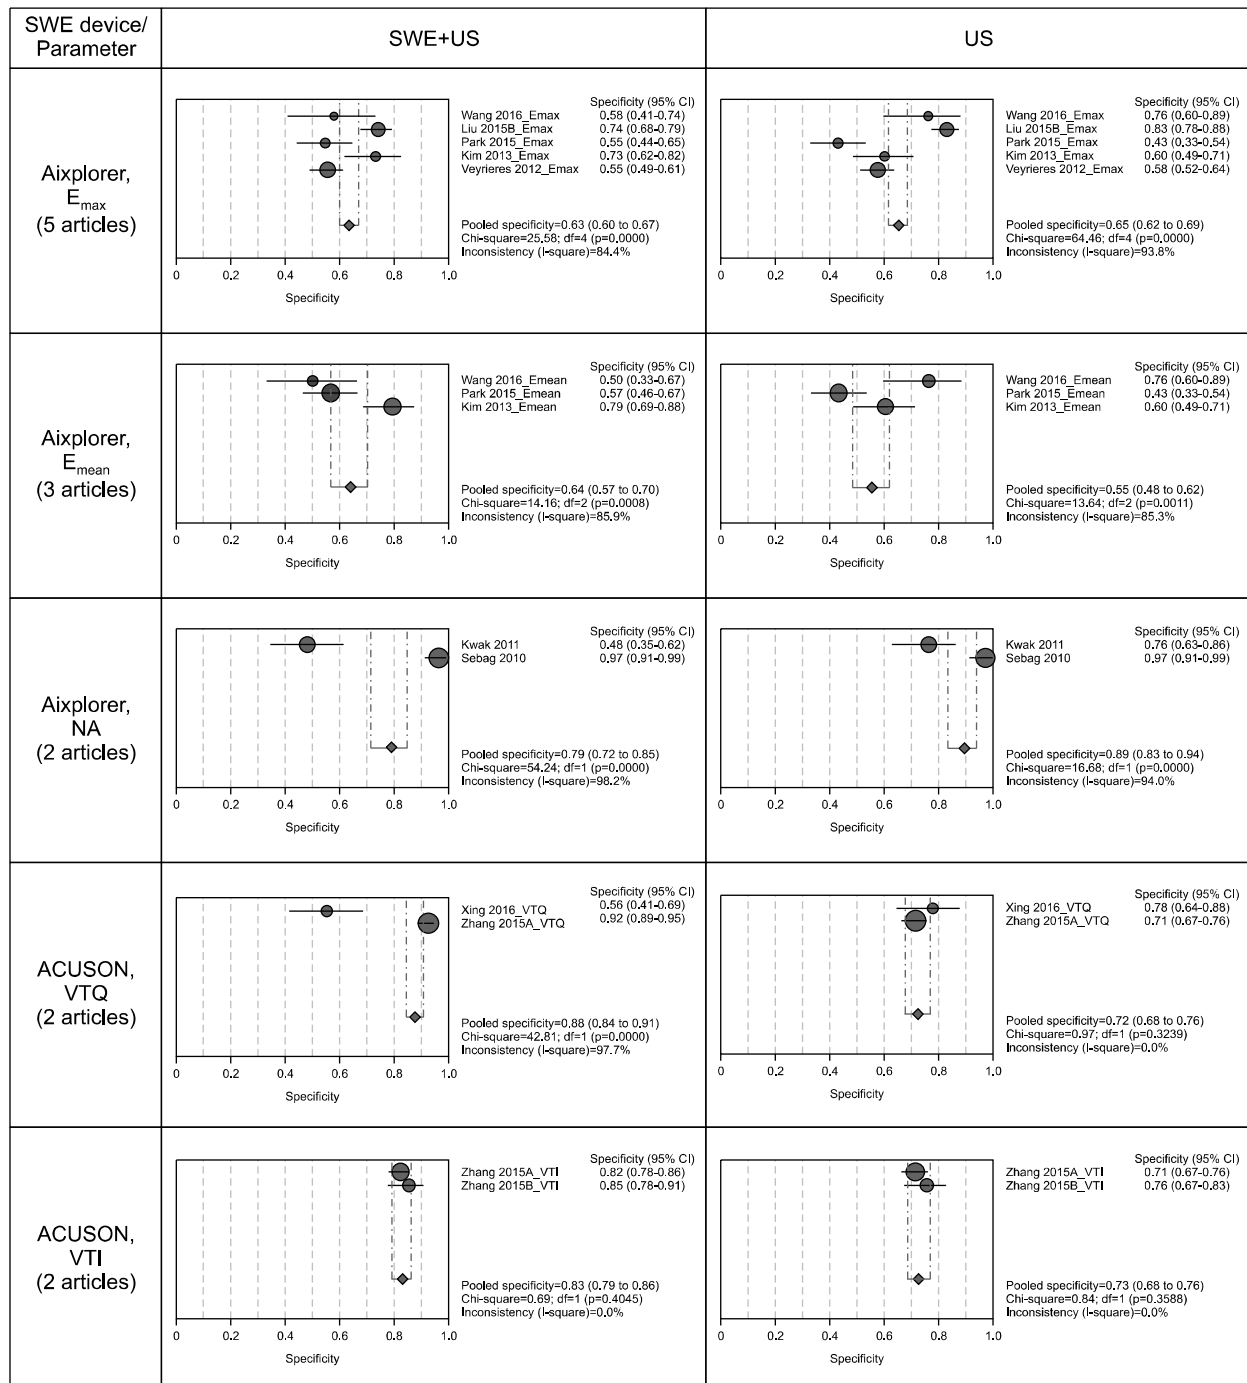 SWE device/
Parameter
SWE+US
US
Aixplorer,
Emax
(5 articles)
Specificity (95% CI)
Wang 2016_Emax 0.58 (0.41-0.74)
Liu 2015B_Emax 0.74 (0.68-0.79)
Park 2015_Emax 0.55 (0.44-0.65)
Kim 2013_Emax 0.73 (0.62-0.82)
Veyrieres 2012_Emax 0.55 (0.49-0.61)
Pooled specificity=0.63 (0.60 to 0.67)
Chi-square=25.58; df=4 (p=0.0000)
Inconsistency (I-square)=84.4%
0 0.2 0.4 0.6 0.8 1.0
Specificity
Specificity (95% CI)
Wang 2016_Emax 0.76 (0.60-0.89)
Liu 2015B_Emax 0.83 (0.78-0.88)
Park 2015_Emax 0.43 (0.33-0.54)
Kim 2013_Emax 0.60 (0.49-0.71)
Veyrieres 2012_Emax 0.58 (0.52-0.64)
Pooled specificity=0.65 (0.62 to 0.69)
Chi-square=64.46; df=4 (p=0.0000)
Inconsistency (I-square)=93.8%
0 0.2 0.4 0.6 0.8 1.0
Specificity
Aixplorer,
Emean
(3 articles)
Specificity (95% CI)
Wang 2016_Emean 0.50 (0.33-0.67)
Park 2015_Emean 0.57 (0.46-0.67)
Kim 2013_Emean 0.79 (0.69-0.88)
Pooled specificity=0.64 (0.57 to 0.70)
Chi-square=14.16; df=2 (p=0.0008)
Inconsistency (I-square)=85.9%
0 0.2 0.4 0.6 0.8 1.0
Specificity
Specificity (95% CI)
Wang 2016_Emean 0.76 (0.60-0.89)
Park 2015_Emean 0.43 (0.33-0.54)
Kim 2013_Emean 0.60 (0.49-0.71)
Pooled specificity=0.55 (0.48 to 0.62)
Chi-square=13.64; df=2 (p=0.0011)
Inconsistency (I-square)=85.3%
0 0.2 0.4 0.6 0.8 1.0
Specificity
Aixplorer,
NA
(2 articles)
Specificity (95% CI)
Kwak 2011 0.48 (0.35-0.62)
Sebag 2010 0.97 (0.91-0.99)
Pooled specificity=0.79 (0.72 to 0.85)
Chi-square=54.24; df=1 (p=0.0000)
Inconsistency (I-square)=98.2%
0 0.2 0.4 0.6 0.8 1.0
Specificity
Specificity (95% CI)
Kwak 2011 0.76 (0.63-0.86)
Sebag 2010 0.97 (0.91-0.99)
Pooled specificity=0.89 (0.83 to 0.94)
Chi-square=16.68; df=1 (p=0.0000)
Inconsistency (I-square)=94.0%
0 0.2 0.4 0.6 0.8 1.0
Specificity
ACUSON,
VTQ
(2 articles)
Specificity (95% CI)
Xing 2016_VTQ 0.56 (0.41-0.69)
Zhang 2015A_VTQ 0.92 (0.89-0.95)
Pooled specificity=0.88 (0.84 to 0.91)
Chi-square=42.81; df=1 (p=0.0000)
Inconsistency (I-square)=97.7%
0 0.2 0.4 0.6 0.8 1.0
Specificity
Specificity (95% CI)
Xing 2016_VTQ 0.78 (0.64-0.88)
Zhang 2015A_VTQ 0.71 (0.67-0.76)
Pooled specificity=0.72 (0.68 to 0.76)
Chi-square=0.97; df=1 (p=0.3239)
Inconsistency (I-square)=0.0%
0 0.2 0.4 0.6 0.8 1.0
Specificity
ACUSON,
VTI
(2 articles)
Specificity (95% CI)
Zhang 2015A_VTI 0.82 (0.78-0.86)
Zhang 2015B_VTI 0.85 (0.78-0.91)
Pooled specificity=0.83 (0.79 to 0.86)
Chi-square=0.69; df=1 (p=0.4045)
Inconsistency (I-square)=0.0%
0 0.2 0.4 0.6 0.8 1.0
Specificity
Specificity (95% CI)
Zhang 2015A_VTI 0.71 (0.67-0.76)
Zhang 2015B_VTI 0.76 (0.67-0.83)
Pooled specificity=0.73 (0.68 to 0.76)
Chi-square=0.84; df=1 (p=0.3588)
Inconsistency (I-square)=0.0%
0 0.2 0.4 0.6 0.8 1.0
Specificity